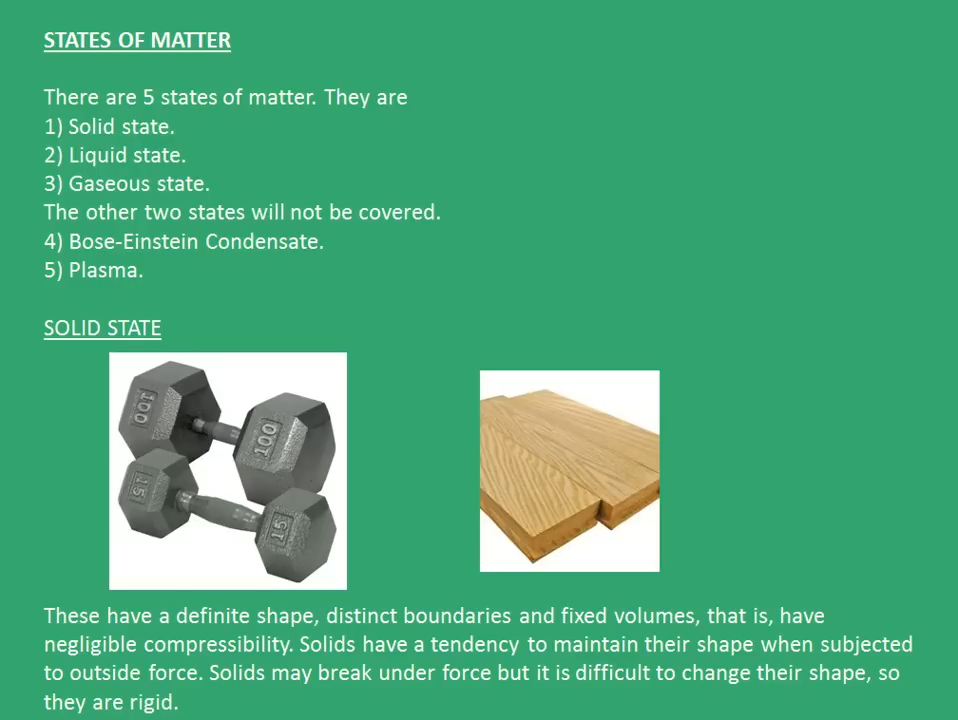 STATES OF MATTER
There are 5 states of matter. They are
1) Solid state.
2) Liquid state.
3) Gaseous state.
The other two states will not be covered.
4) Bose-Einstein Condensate.
5) Plasma.
SOLID STATE
100
100
15
15
These have a definite shape, distinct boundaries and fixed volumes, that is, have
negligible compressibility. Solids have a tendency to maintain their shape when subjected
to outside force. Solids may break under force but it is difficult to change their shape, so
they are rigid.